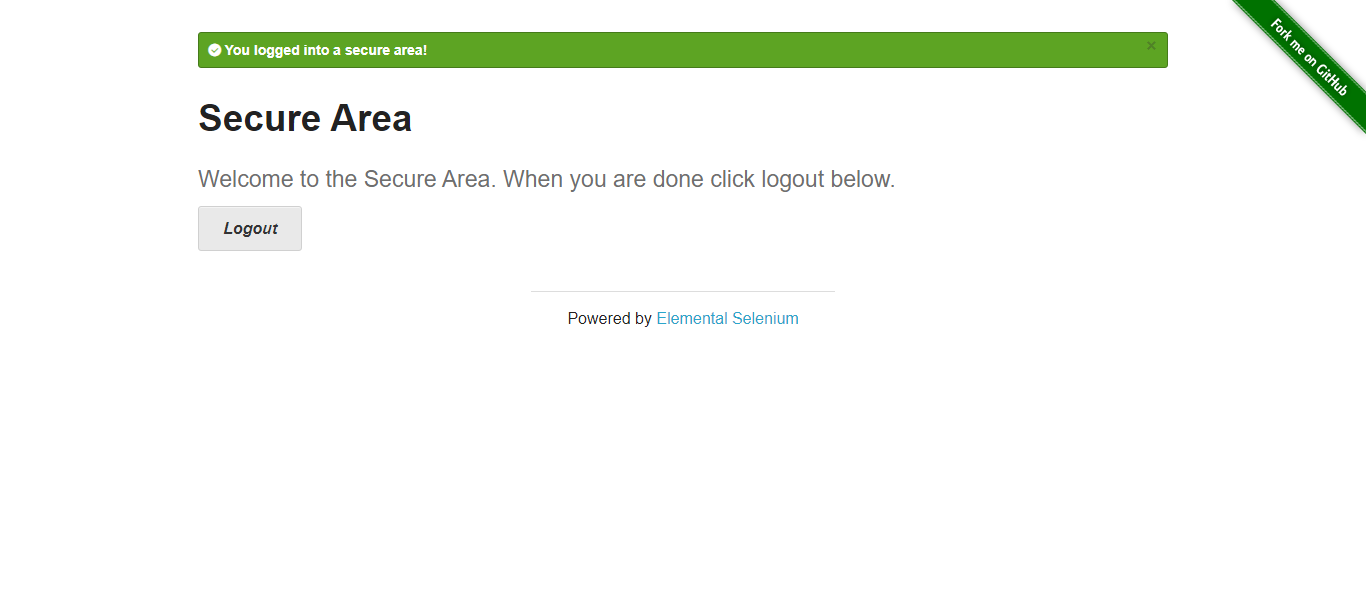 You logged into a secure area!
×
Fork me on GitHub
Secure Area
Welcome to the Secure Area. When you are done click logout below.
Logout
Powered by Elemental Selenium